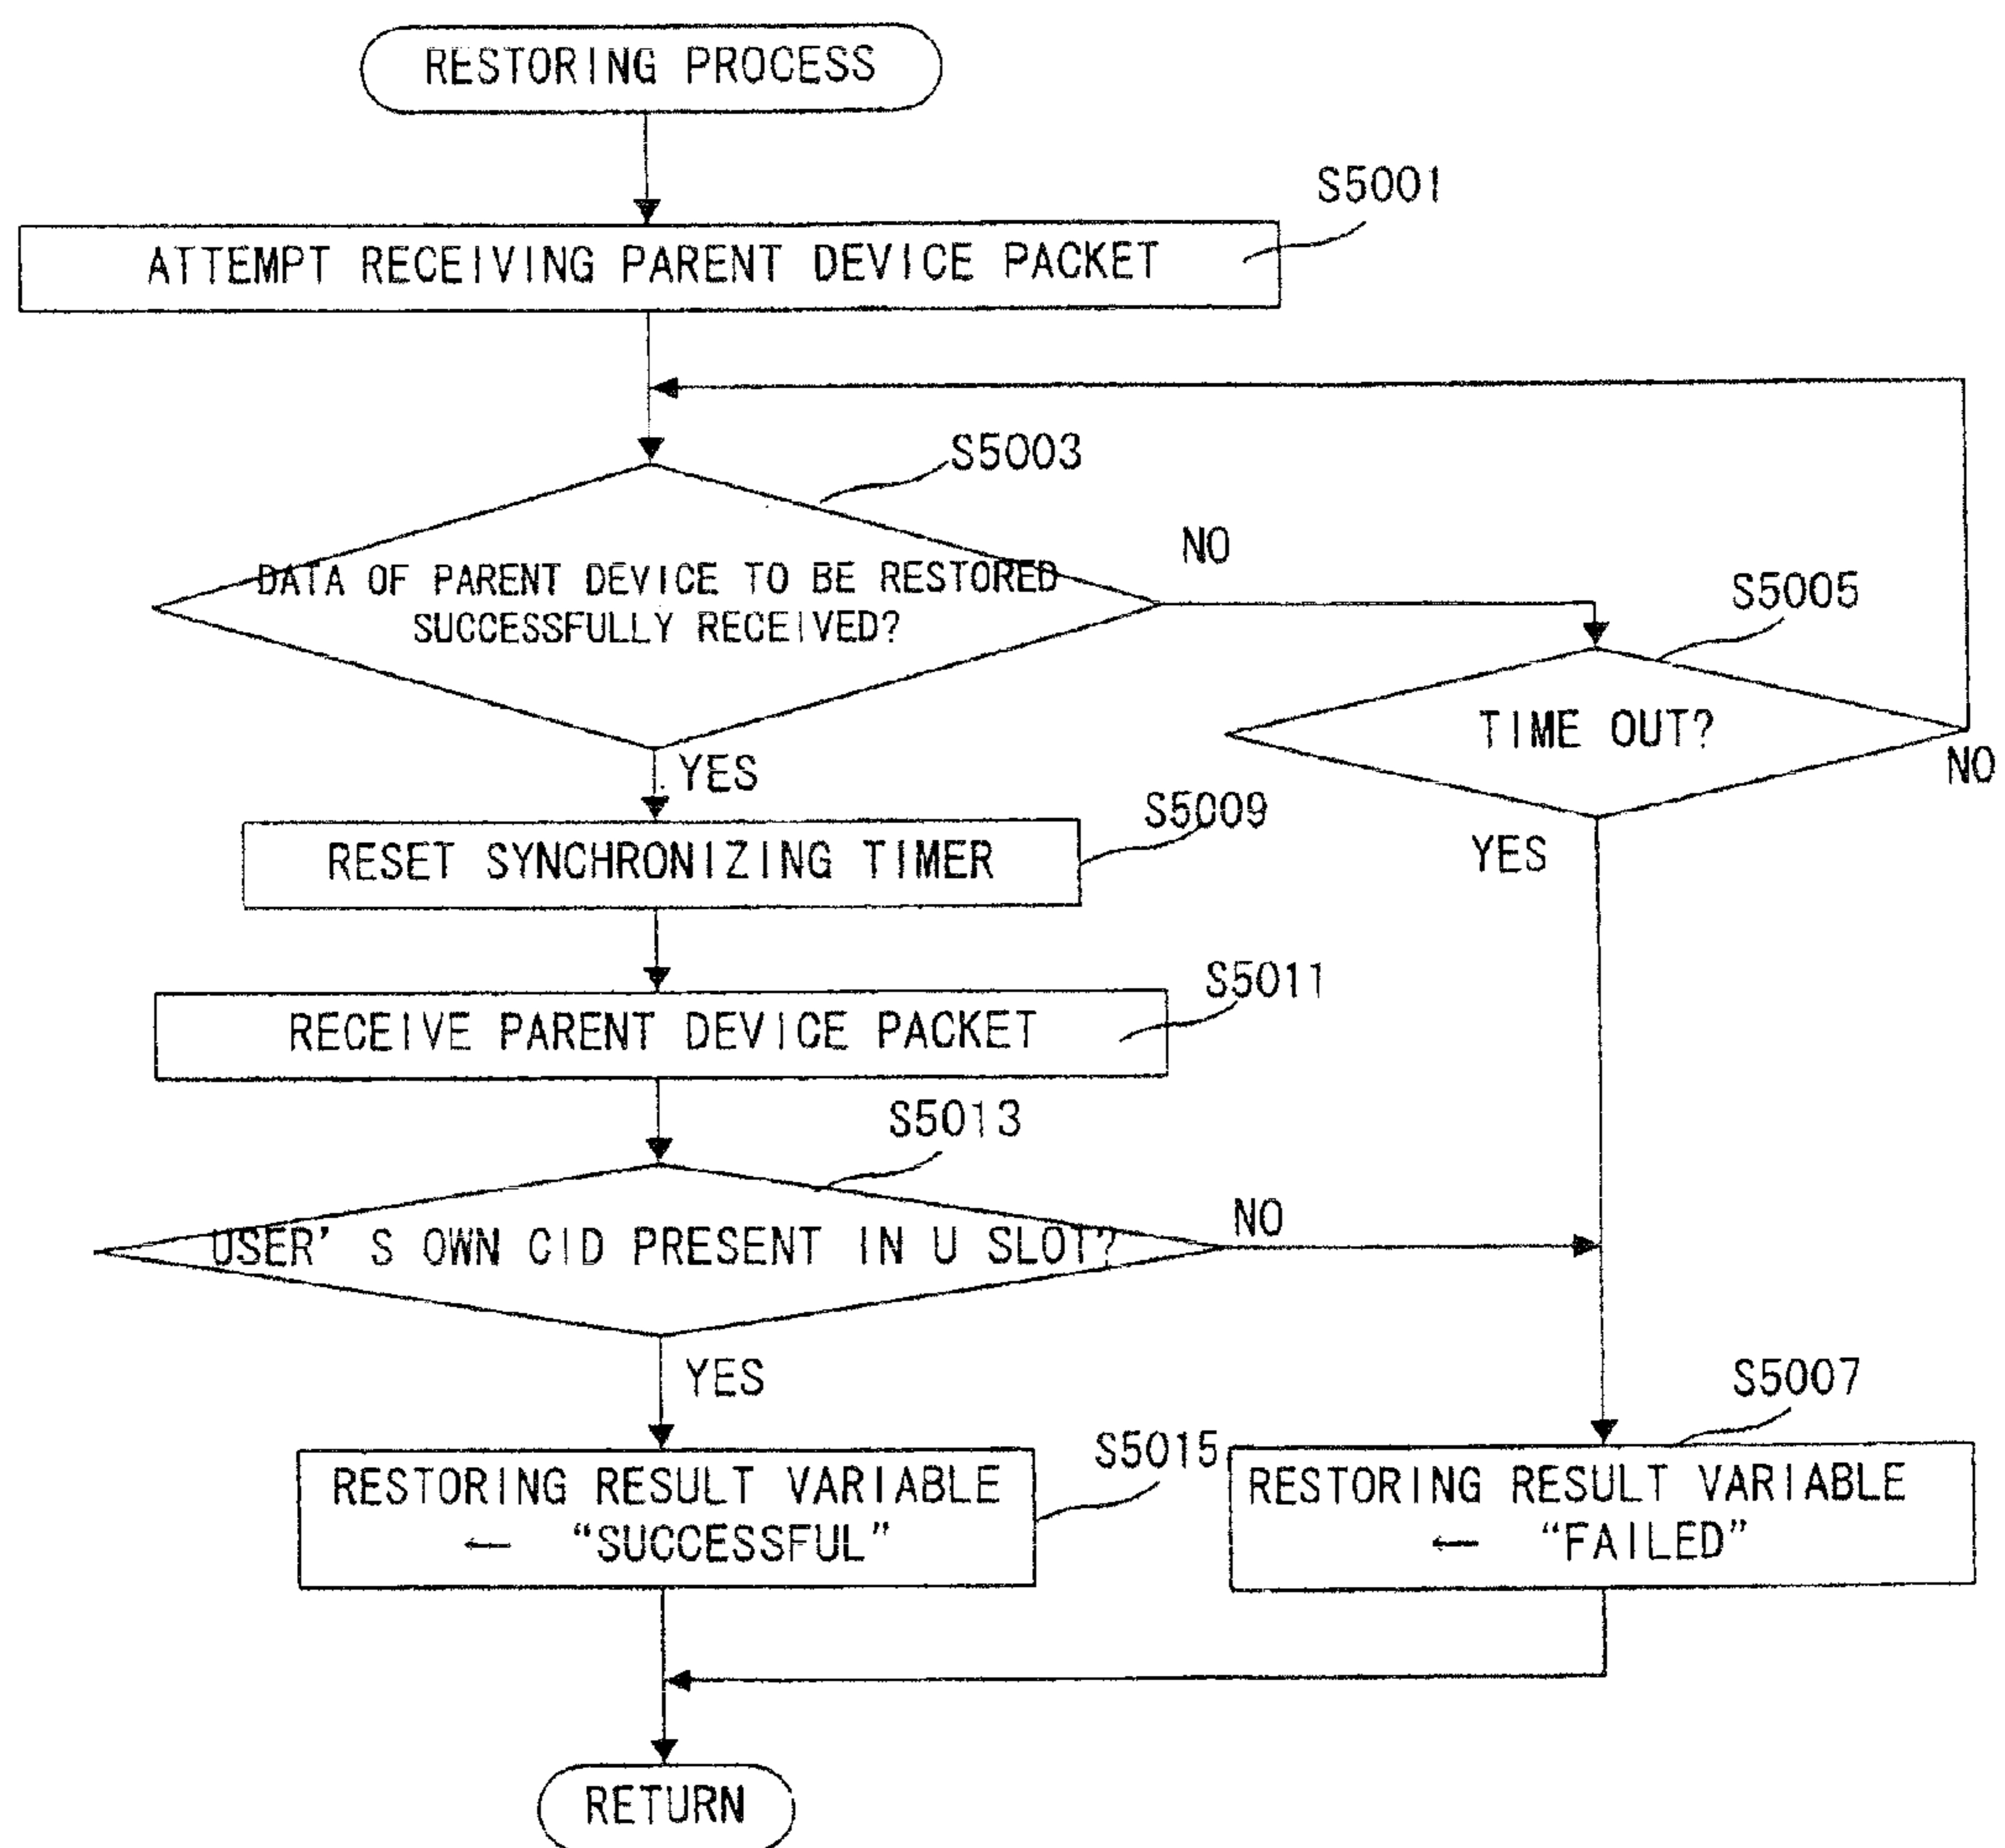 RESTORING PROCESS
S5001
ATTEMPT RECEIVING PARENT DEVICE PACKET
S5003
NO
DATA OF PARENT DEVICE TO BE RESTORED
SUCCESSFULLY RECEIVED?
S5005
TIME OUT?
NO
YES
S5009
YES
RESET SYNCHRONIZING TIMER
S5011
RECEIVE PARENT DEVICE PACKET
S5013
NO
USER' S OWN CID PRESENT IN U SLOT?
YES
S5007
S5015
RESTORING RESULT VARIABLE
← "SUCCESSFUL"
RESTORING RESULT VARIABLE
← "FAILED"
RETURN